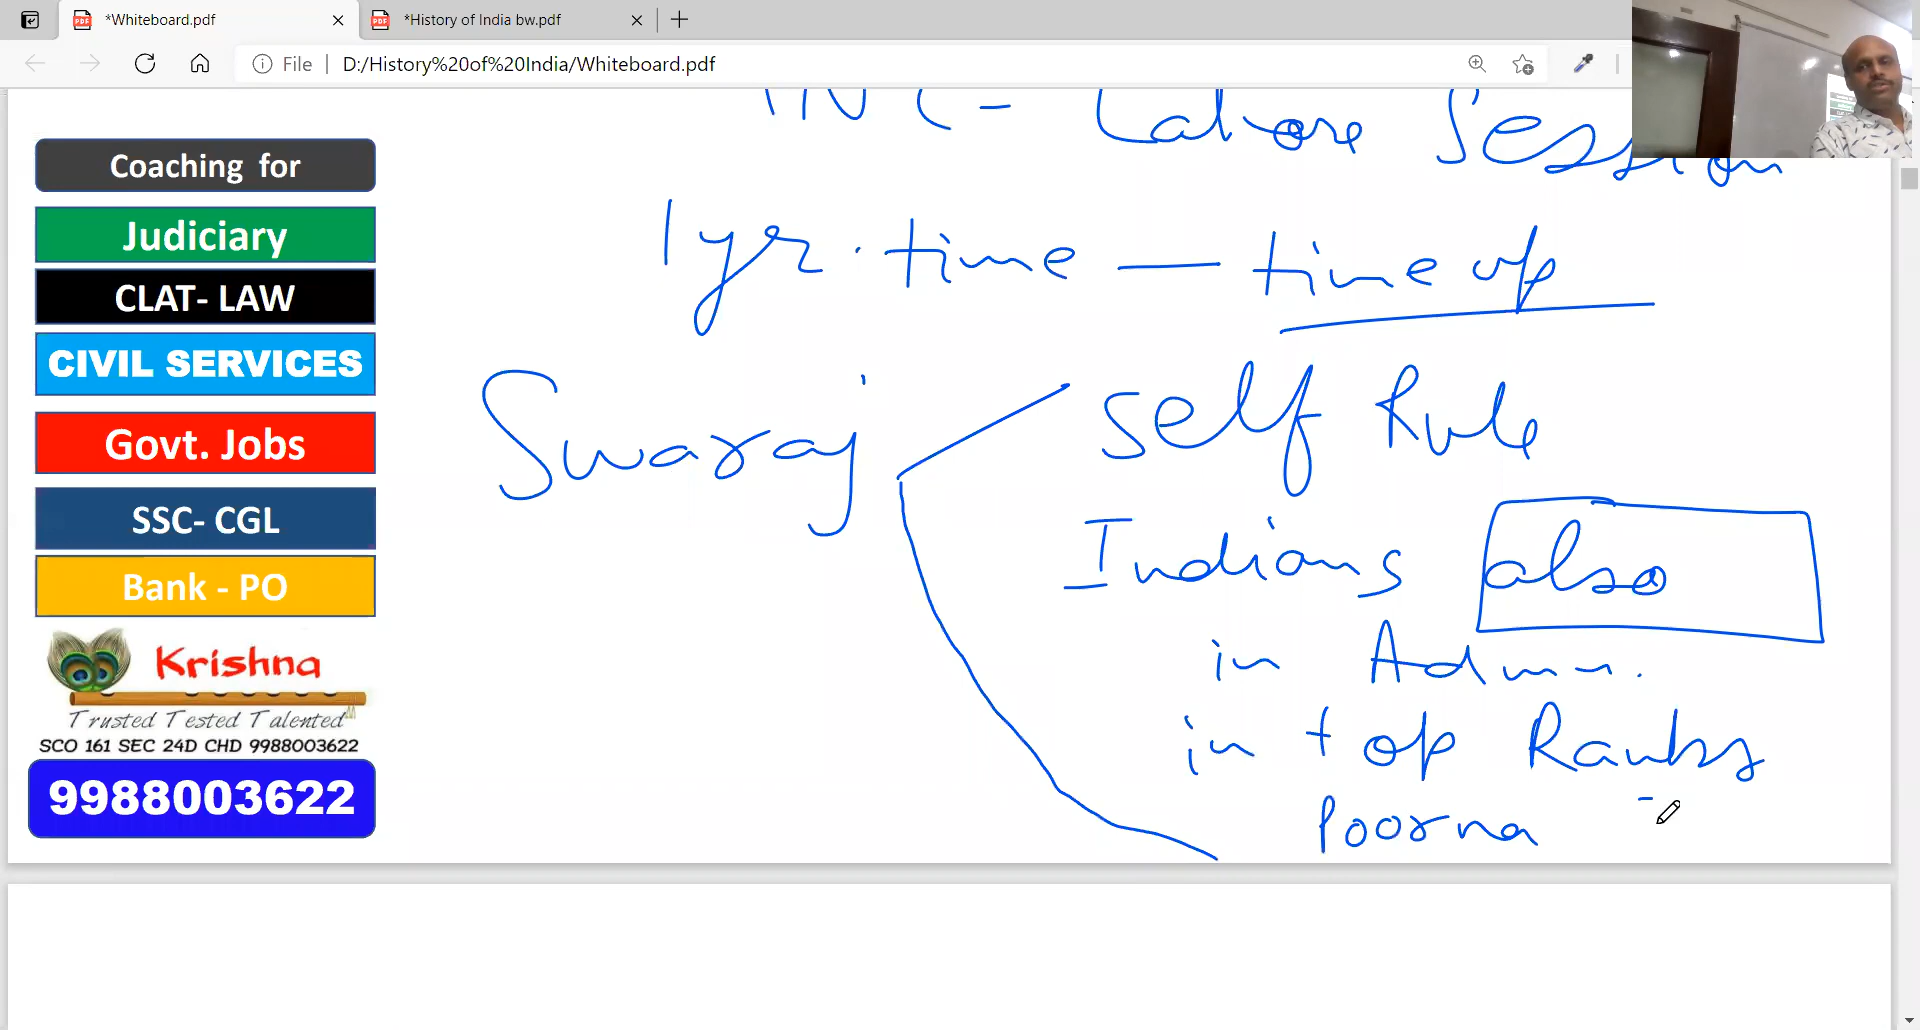 *Whiteboard.pdf
*History of India bw.pdf
File
D:/History%20of%20India/Whiteboard.pdf
Coaching for
Judiciary
CLAT- LAW
CIVIL SERVICES
Govt. Jobs
SSC- CGL
Bank - PO
Krishna
Trusted Tested Talented
SCO 161 SEC 24D CHD 9988003622
9988003622
INC - Lahore Session
1yr. time — time up
Swaraj
Self Rule
Indians also
in Admn.
in top Ranks
Poorna